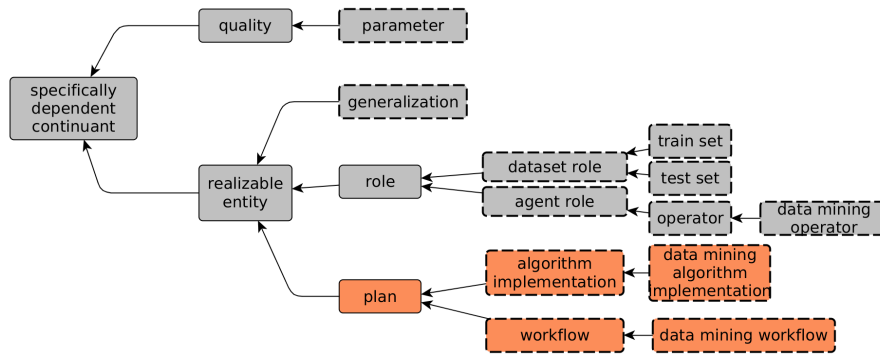 quality
parameter
specifically
dependent
continuant
generalization
realizable
entity
role
dataset role
train set
test set
agent role
operator
data mining
operator
plan
algorithm
implementation
data mining
algorithm
mplementation
workflow
data mining workflow